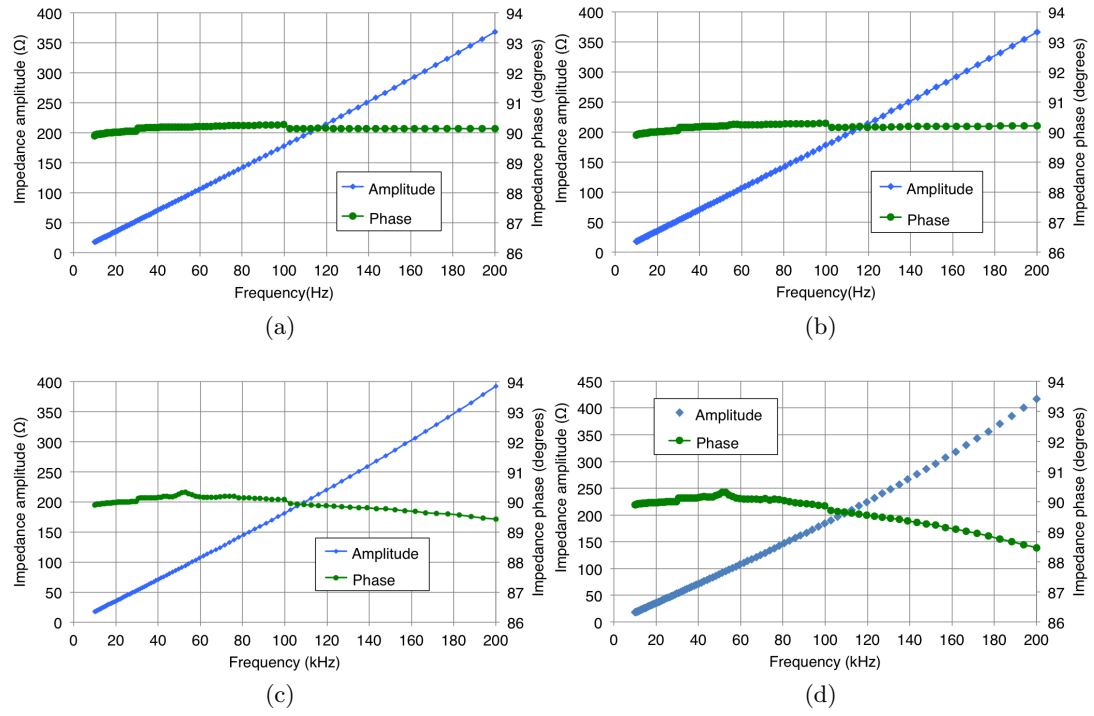 400
350
300
250
200
150
100
50
0
94
93
92
91
90
89
88
87
86
0 20 40 60 80 100 120 140 160 180 200
Impedance amplitude (Ω)
Impedance phase (degrees)
Amplitude
Phase
Frequency(Hz)
(a)
400
350
300
250
200
150
100
50
0
94
93
92
91
90
89
88
87
86
0 20 40 60 80 100 120 140 160 180 200
Impedance amplitude (Ω)
Impedance phase (degrees)
Amplitude
Phase
Frequency(Hz)
(b)
400
350
300
250
200
150
100
50
0
94
93
92
91
90
89
88
87
86
0 20 40 60 80 100 120 140 160 180 200
Impedance amplitude (Ω)
Impedance phase (degrees)
Amplitude
Phase
Frequency (kHz)
(c)
450
400
350
300
250
200
150
100
50
0
94
93
92
91
90
89
88
87
86
0 20 40 60 80 100 120 140 160 180 200
Impedance amplitude (Ω)
Impedance phase (degrees)
Amplitude
Phase
Frequency (kHz)
(d)